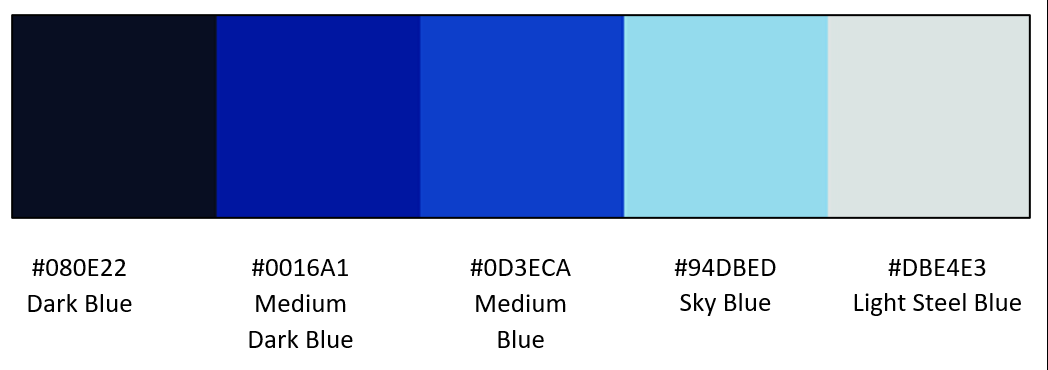 #080E22
Dark Blue
#0016A1
Medium
Dark Blue
#0D3ECA
Medium
Blue
#94DBED
Sky Blue
#DBE4E3
Light Steel Blue